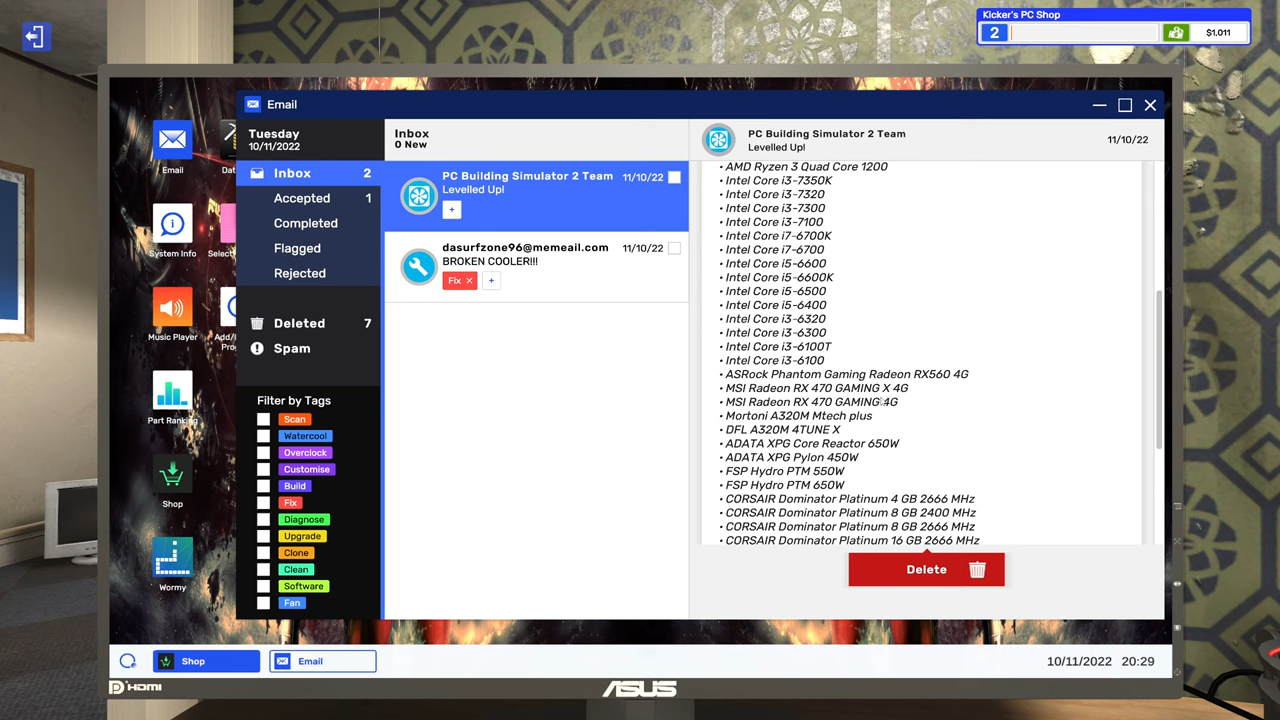 Kicker's PC Shop
2
$1,011
Email
Tuesday
10/11/2022
Inbox 2
Accepted 1
Completed
Flagged
Rejected
Deleted 7
Spam
Filter by Tags
Scan
Watercool
Overclock
Customise
Build
Fix
Diagnose
Upgrade
Clone
Clean
Software
Fan
Inbox
0 New
PC Building Simulator 2 Team 11/10/22
Levelled Up!
+
dasurfzone96@memeail.com 11/10/22
BROKEN COOLER!!!
Fix × +
PC Building Simulator 2 Team
Levelled Up!
11/10/22
• AMD Ryzen 3 Quad Core 1200
• Intel Core i3-7350K
• Intel Core i3-7320
• Intel Core i3-7300
• Intel Core i3-7100
• Intel Core i7-6700K
• Intel Core i7-6700
• Intel Core i5-6600
• Intel Core i5-6600K
• Intel Core i5-6500
• Intel Core i5-6400
• Intel Core i3-6320
• Intel Core i3-6300
• Intel Core i3-6100T
• Intel Core i3-6100
• ASRock Phantom Gaming Radeon RX560 4G
• MSI Radeon RX 470 GAMING X 4G
• MSI Radeon RX 470 GAMING 4G
• Mortoni A320M Mtech plus
• DFL A320M 4TUNE X
• ADATA XPG Core Reactor 650W
• ADATA XPG Pylon 450W
• FSP Hydro PTM 550W
• FSP Hydro PTM 650W
• CORSAIR Dominator Platinum 4 GB 2666 MHz
• CORSAIR Dominator Platinum 8 GB 2400 MHz
• CORSAIR Dominator Platinum 8 GB 2666 MHz
• CORSAIR Dominator Platinum 16 GB 2666 MHz
Delete
Email
System Info
Music Player
Part Ranking
Shop
Wormy
Dat
Select
Add/
Pro
Shop
Email
10/11/2022 20:29
HDMI
ASUS